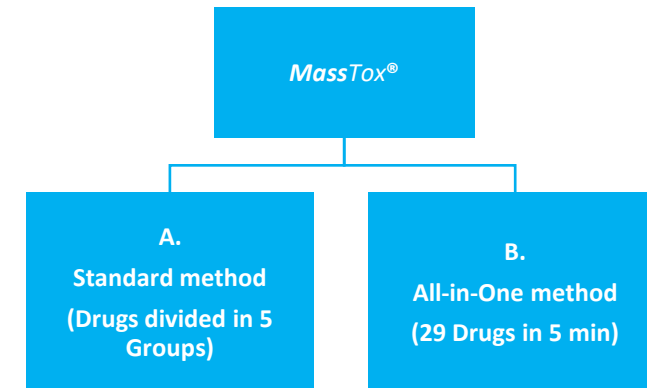 MassTox®
A.
Standard method
(Drugs divided in 5
Groups)
B.
All-in-One method
(29 Drugs in 5 min)